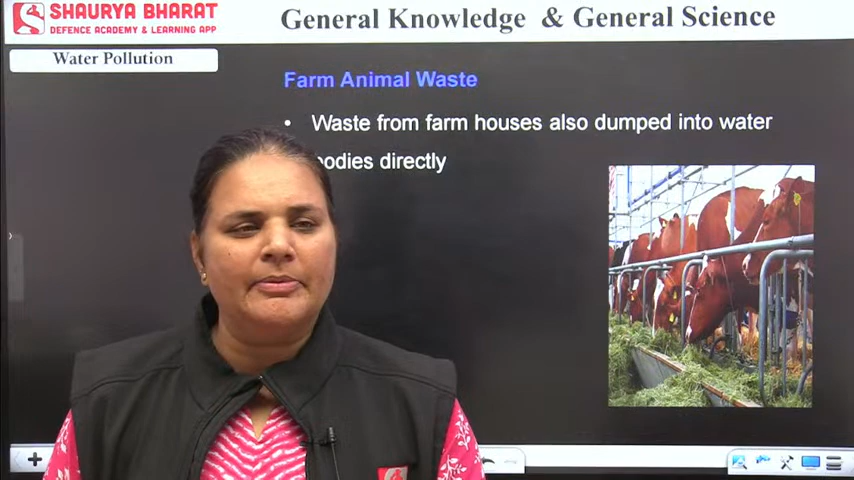 SHAURYA BHARAT
DEFENCE ACADEMY & LEARNING APP
General Knowledge & General Science
Water Pollution
Farm Animal Waste
• Waste from farm houses also dumped into water
odies directly